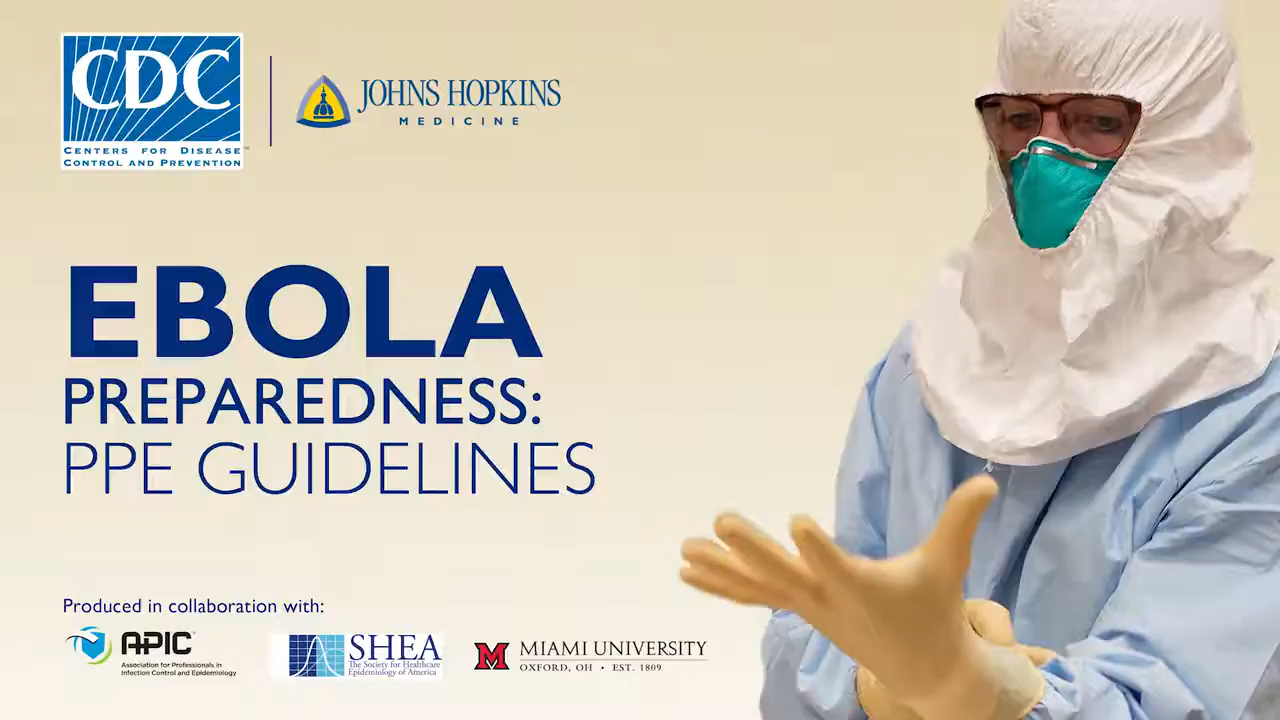 CDC
CENTERS FOR DISEASE
CONTROL AND PREVENTION
JOHNS HOPKINS
MEDICINE
EBOLA
PREPAREDNESS:
PPE GUIDELINES
Produced in collaboration with:
APIC
Association for Professionals in
Infection Control and Epidemiology
SHEA
The Society for Healthcare
Epidemiology of America
M
MIAMI UNIVERSITY
OXFORD, OH • EST. 1809